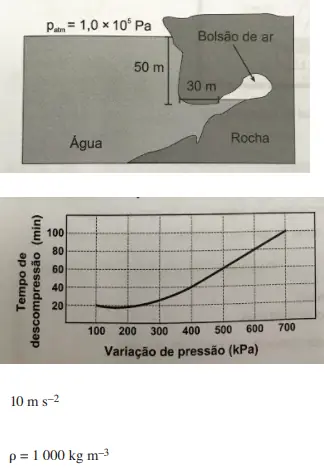 p_atm = 1,0 × 10⁵ Pa
Bolsão de ar
50 m
30 m
Água
Rocha
Tempo de descompressão (min)
100
80
60
40
20
100 200 300 400 500 600 700
Variação de pressão (kPa)
10 m s⁻²
ρ = 1 000 kg m⁻³